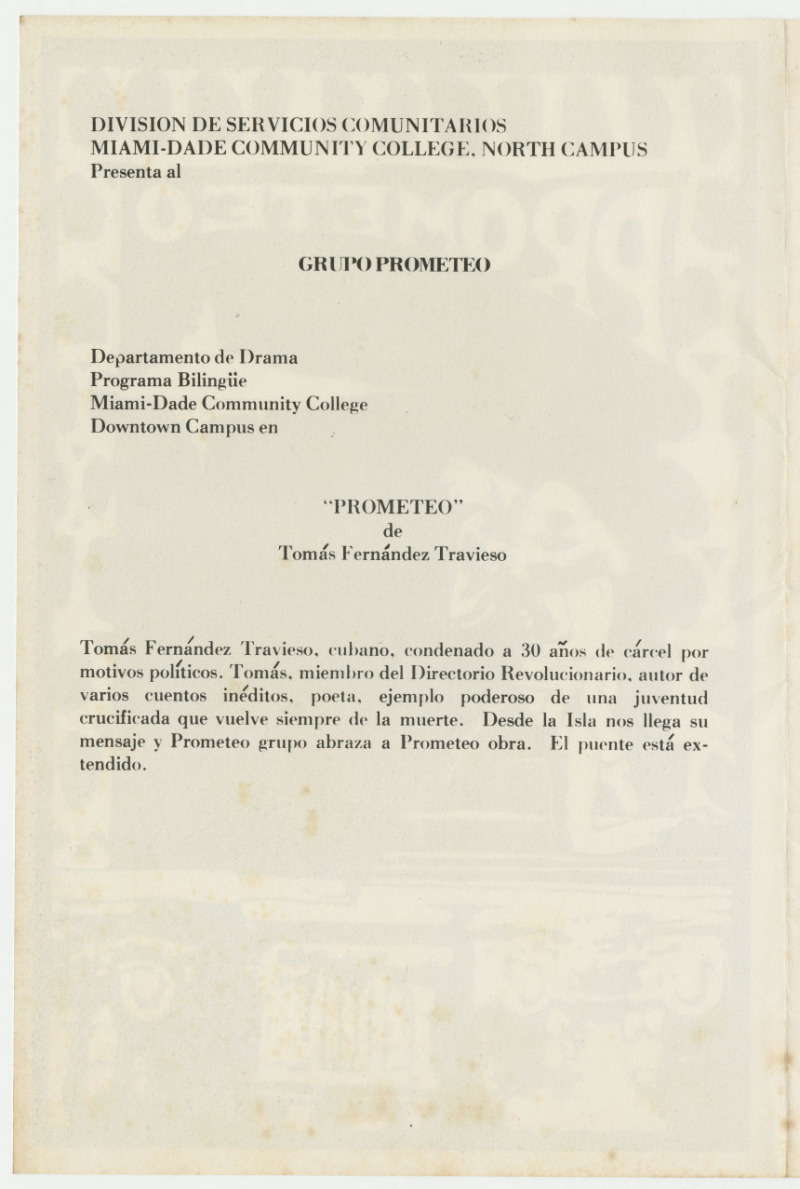 DIVISION DE SERVICIOS COMUNITARIOS
MIAMI-DADE COMMUNITY COLLEGE, NORTH CAMPUS
Presenta al
GRUPO PROMETEO
Departamento de Drama
Programa Bilingüe
Miami-Dade Community College
Downtown Campus en
"PROMETEO"
de
Tomás Fernández Travieso
Tomás Fernández Travieso, cubano, condenado a 30 años de cárcel por
motivos políticos. Tomás, miembro del Directorio Revolucionario, autor de
varios cuentos inéditos, poeta, ejemplo poderoso de una juventud
crucificada que vuelve siempre de la muerte. Desde la Isla nos llega su
mensaje y Prometeo grupo abraza a Prometeo obra. El puente está ex-
tendido.